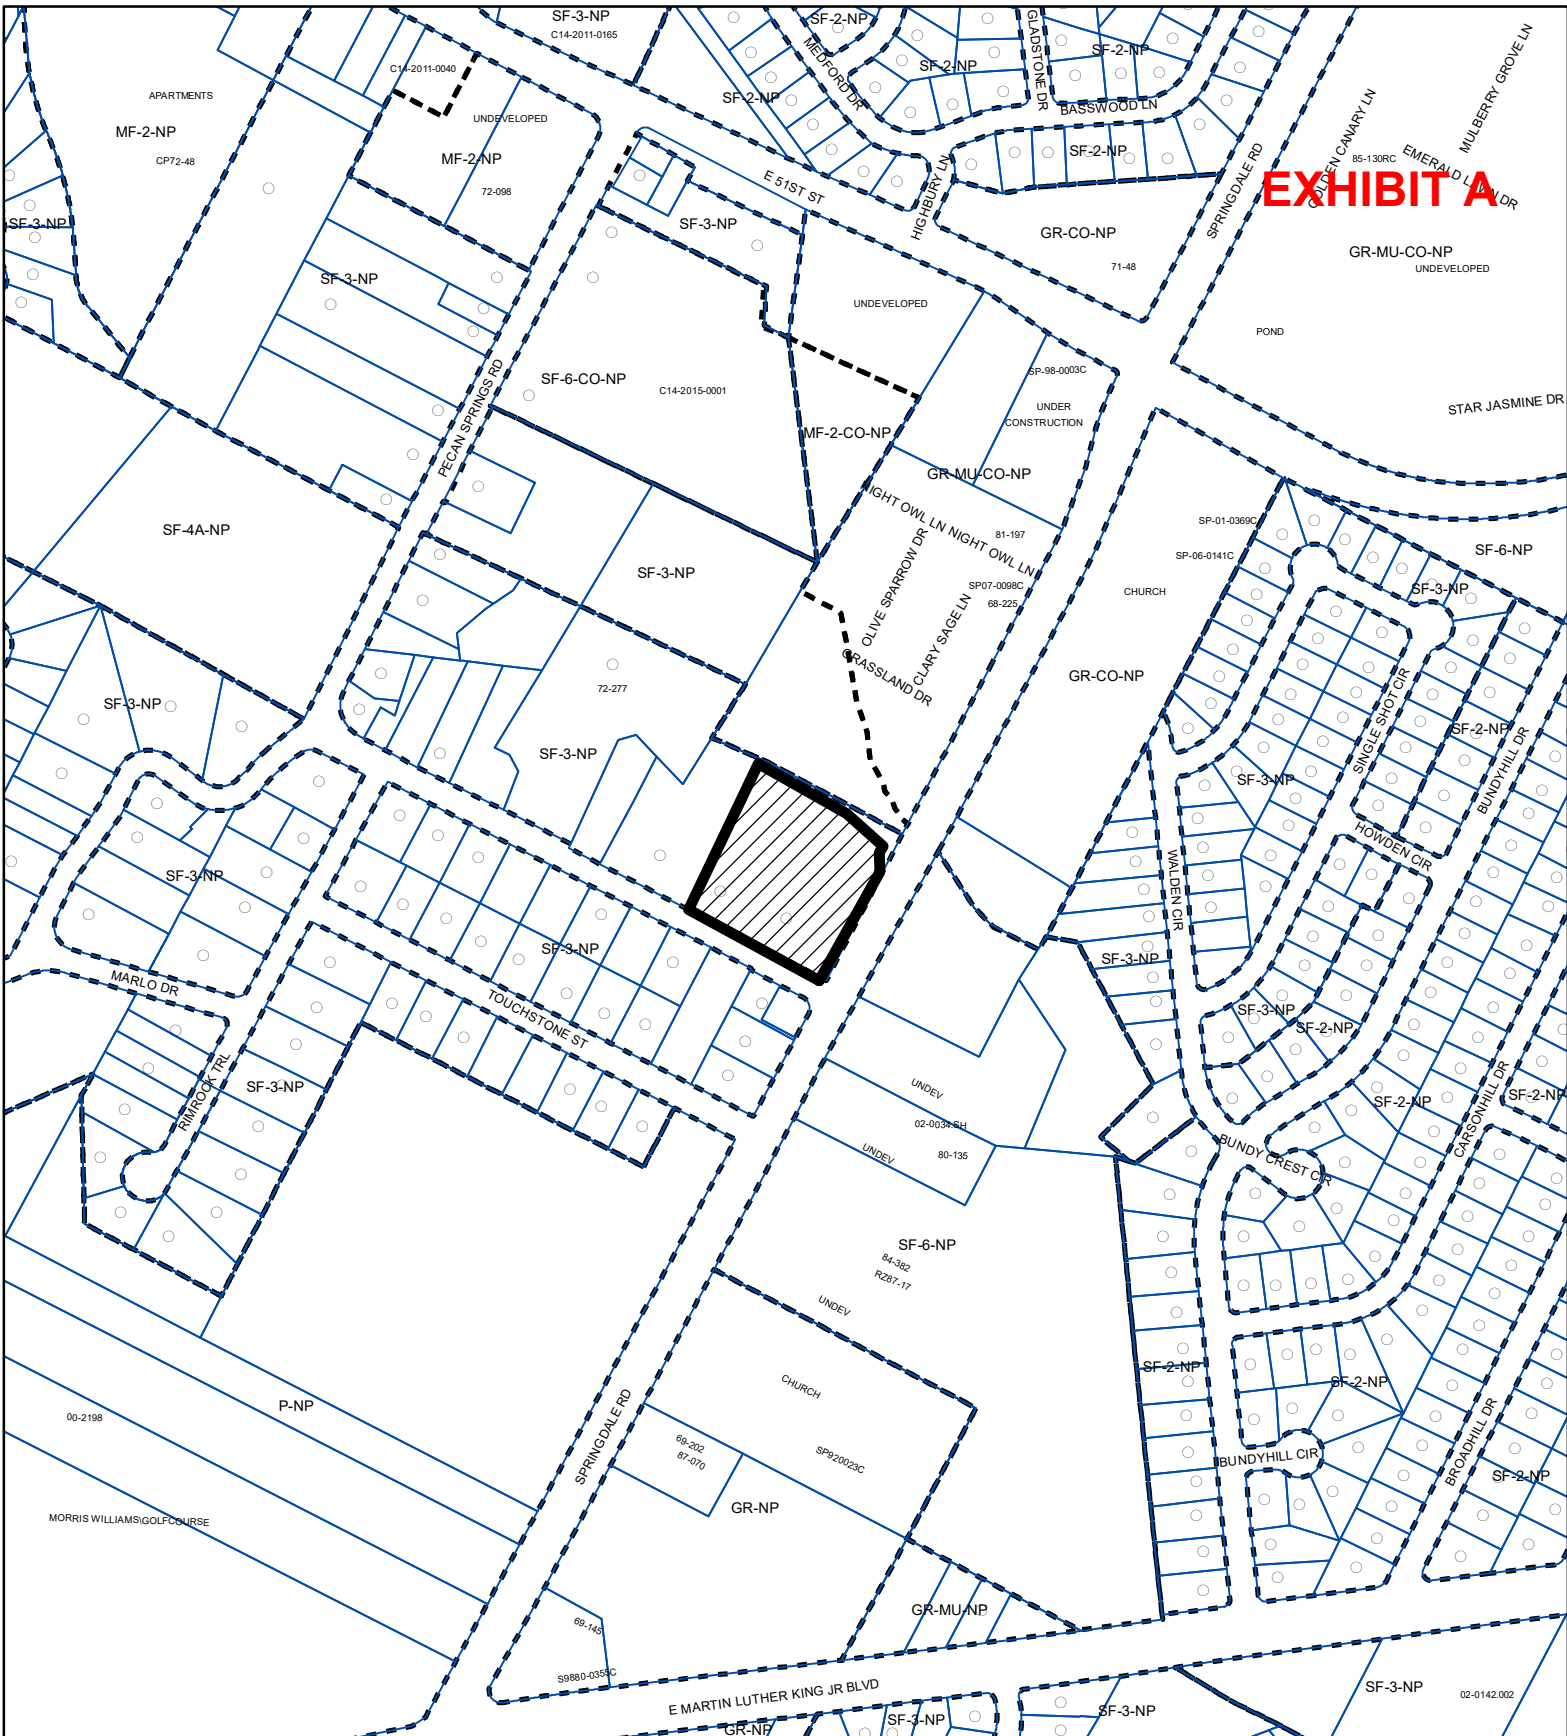 SF-3-NP
C14-2011-0165
SF-2-NP
GLADSTONE DR
SF-2-NP
MEDFORD DR
SF-2-NP
MULBERRY GROVE LN
C14-2011-0040
APARTMENTS
MF-2-NP
CP72-48
UNDEVELOPED
MF-2-NP
72-098
SF-2-NP
BASSWOOD LN
SF-2-NP
GOLDEN CANARY LN
85-130RC
EMERALD LAWN DR
EXHIBIT A
E 51ST ST
HIGHBURY LN
SPRINGDALE RD
SF-3-NP
SF-3-NP
GR-CO-NP
71-48
GR-MU-CO-NP
UNDEVELOPED
SF-3-NP
UNDEVELOPED
POND
PECAN SPRINGS RD
SF-6-CO-NP
C14-2015-0001
SP-98-0003C
UNDER
CONSTRUCTION
STAR JASMINE DR
MF-2-CO-NP
GR-MU-CO-NP
SF-4A-NP
NIGHT OWL LN NIGHT OWL LN
81-197
SP-01-0369C
SP-06-0141C
SF-6-NP
SF-3-NP
OLIVE SPARROW DR
SP07-0098C
68-225
CLARY SAGE LN
GRASSLAND DR
CHURCH
SF-3-NP
GR-CO-NP
72-277
SF-3-NP
SF-3-NP
SINGLE SHOT CIR
SF-2-NP
BUNDYHILL DR
SF-3-NP
HOWDEN CIR
WALDEN CIR
SF-3-NP
SF-3-NP
SF-3-NP
MARLO DR
TOUCHSTONE ST
SF-3-NP
SF-2-NP
RIMROCK TRL
SF-3-NP
UNDEV
02-0034.SH
UNDEV
80-135
SF-2-NP
CARSONHILL DR
SF-2-NP
BUNDY CREST CIR
SF-6-NP
84-382
RZ87-17
UNDEV
SF-2-NP
SF-2-NP
CHURCH
P-NP
00-2198
SPRINGDALE RD
69-202
87-070
SP920023C
BUNDYHILL CIR
BROADHILL DR
SF-2-NP
GR-NP
MORRIS WILLIAMS\GOLFCOURSE
GR-MU-NP
69-145
S9880-0355C
E MARTIN LUTHER KING JR BLVD
GR-NP
SF-3-NP
SF-3-NP
SF-3-NP
02-0142.002